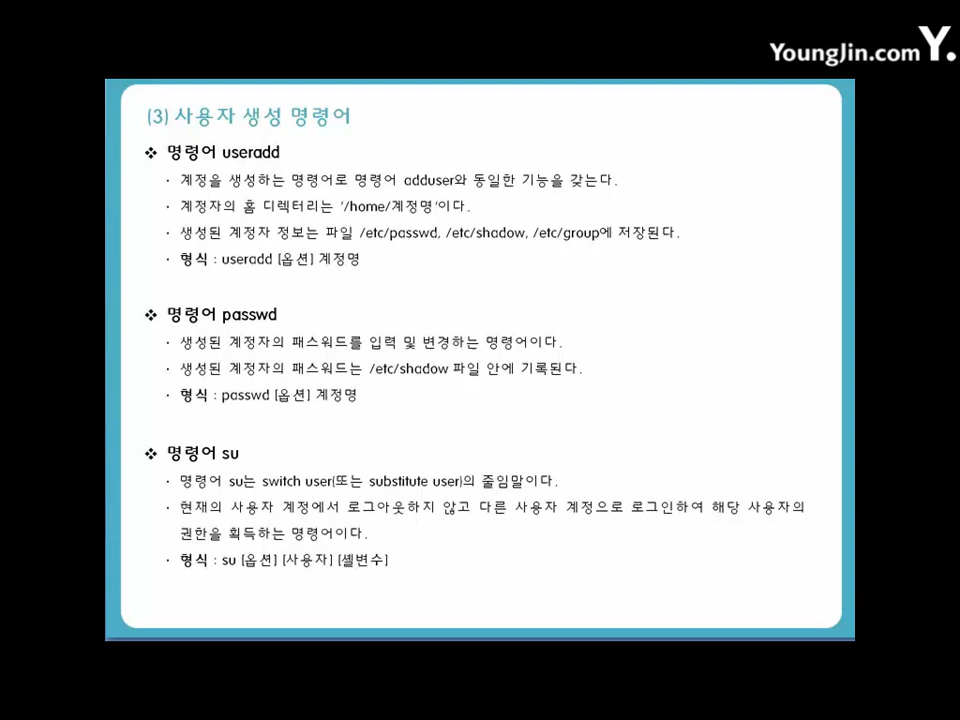 YoungJin.com Y.
(3) 사용자 생성 명령어
❖ 명령어 useradd
· 계정을 생성하는 명령어로 명령어 adduser와 동일한 기능을 갖는다.
· 계정자의 홈 디렉터리는 '/home/계정명'이다.
· 생성된 계정자 정보는 파일 /etc/passwd, /etc/shadow, /etc/group에 저장된다.
· 형식 : useradd [옵션] 계정명
❖ 명령어 passwd
· 생성된 계정자의 패스워드를 입력 및 변경하는 명령어이다.
· 생성된 계정자의 패스워드는 /etc/shadow 파일 안에 기록된다.
· 형식 : passwd [옵션] 계정명
❖ 명령어 su
· 명령어 su는 switch user(또는 substitute user)의 줄임말이다.
· 현재의 사용자 계정에서 로그아웃하지 않고 다른 사용자 계정으로 로그인하여 해당 사용자의
권한을 획득하는 명령어이다.
· 형식 : su [옵션] [사용자] [셸변수]